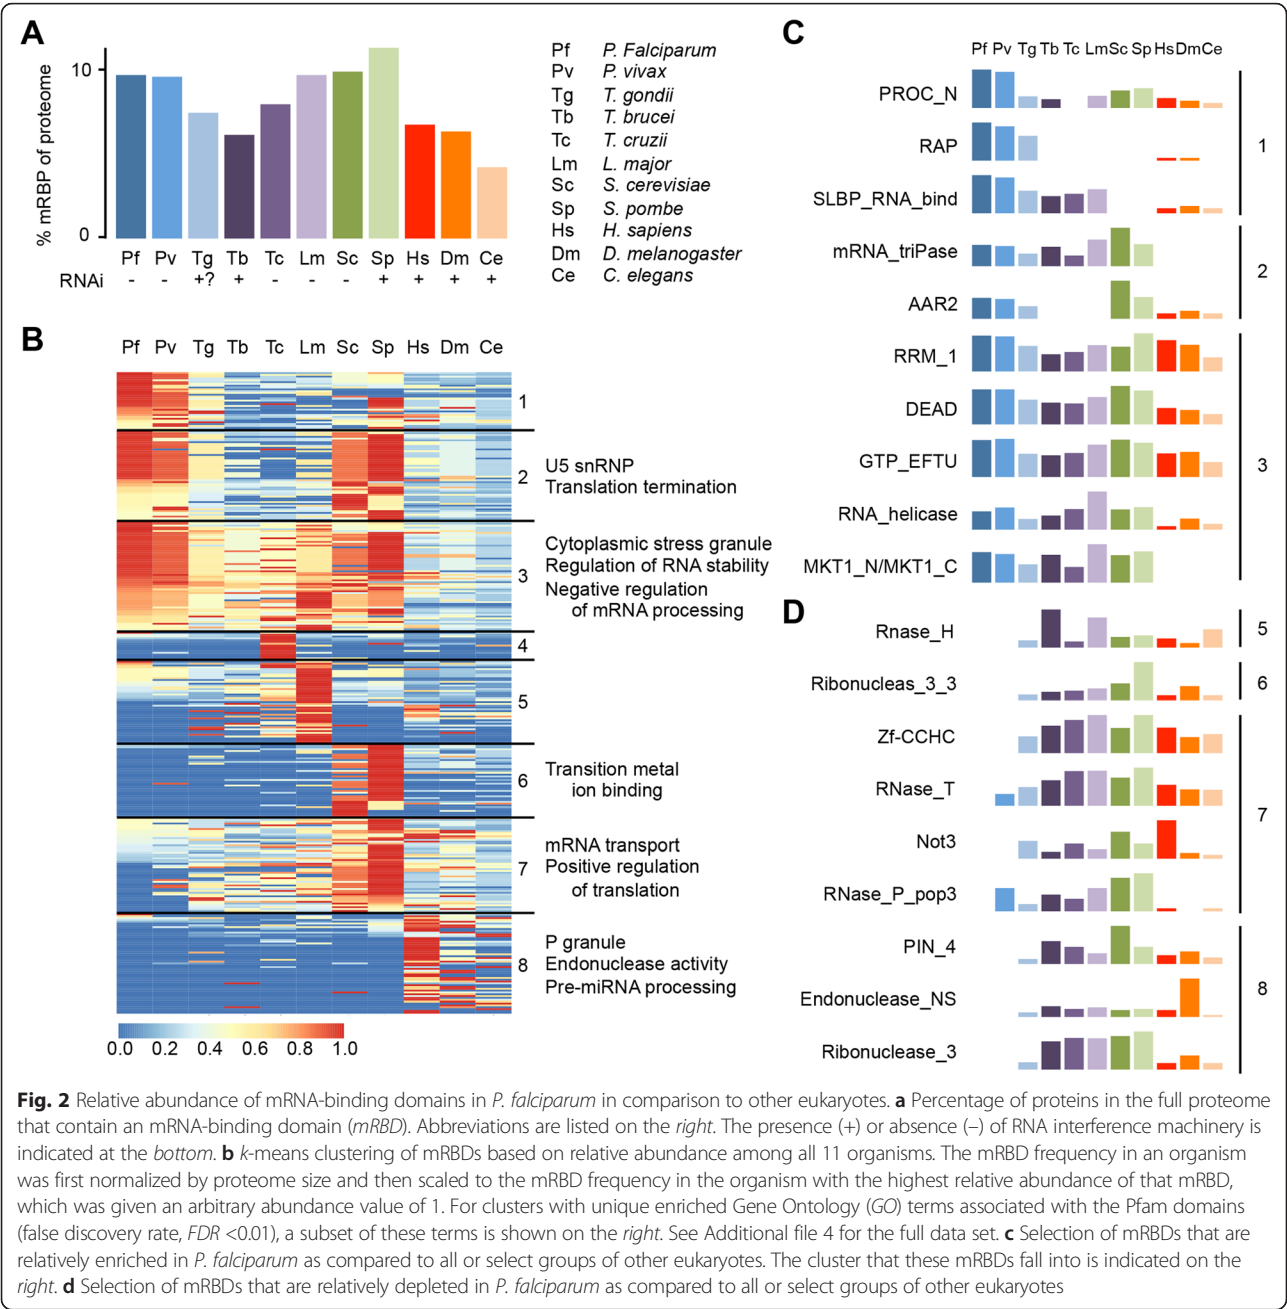 A
% mRBP of proteome
10
0
Pf Pv Tg Tb Tc Lm Sc Sp Hs Dm Ce
RNAi - - +? + - - - + + + +
Pf P. Falciparum
Pv P. vivax
Tg T. gondii
Tb T. brucei
Tc T. cruzii
Lm L. major
Sc S. cerevisiae
Sp S. pombe
Hs H. sapiens
Dm D. melanogaster
Ce C. elegans
B
Pf Pv Tg Tb Tc Lm Sc Sp Hs Dm Ce
1
2
U5 snRNP
Translation termination
3
Cytoplasmic stress granule
Regulation of RNA stability
Negative regulation
of mRNA processing
4
5
6
Transition metal
ion binding
7
mRNA transport
Positive regulation
of translation
8
P granule
Endonuclease activity
Pre-miRNA processing
0.0 0.2 0.4 0.6 0.8 1.0
C
Pf Pv Tg Tb Tc Lm Sc Sp Hs Dm Ce
PROC_N
RAP
SLBP_RNA_bind
1
mRNA_triPase
AAR2
2
RRM_1
DEAD
GTP_EFTU
RNA_helicase
MKT1_N/MKT1_C
3
D
Rnase_H
5
Ribonucleas_3_3
6
Zf-CCHC
RNase_T
Not3
RNase_P_pop3
7
PIN_4
Endonuclease_NS
Ribonuclease_3
8
Fig. 2 Relative abundance of mRNA-binding domains in P. falciparum in comparison to other eukaryotes. a Percentage of proteins in the full proteome
that contain an mRNA-binding domain (mRBD). Abbreviations are listed on the right. The presence (+) or absence (–) of RNA interference machinery is
indicated at the bottom. b k-means clustering of mRBDs based on relative abundance among all 11 organisms. The mRBD frequency in an organism
was first normalized by proteome size and then scaled to the mRBD frequency in the organism with the highest relative abundance of that mRBD,
which was given an arbitrary abundance value of 1. For clusters with unique enriched Gene Ontology (GO) terms associated with the Pfam domains
(false discovery rate, FDR <0.01), a subset of these terms is shown on the right. See Additional file 4 for the full data set. c Selection of mRBDs that are
relatively enriched in P. falciparum as compared to all or select groups of other eukaryotes. The cluster that these mRBDs fall into is indicated on the
right. d Selection of mRBDs that are relatively depleted in P. falciparum as compared to all or select groups of other eukaryotes